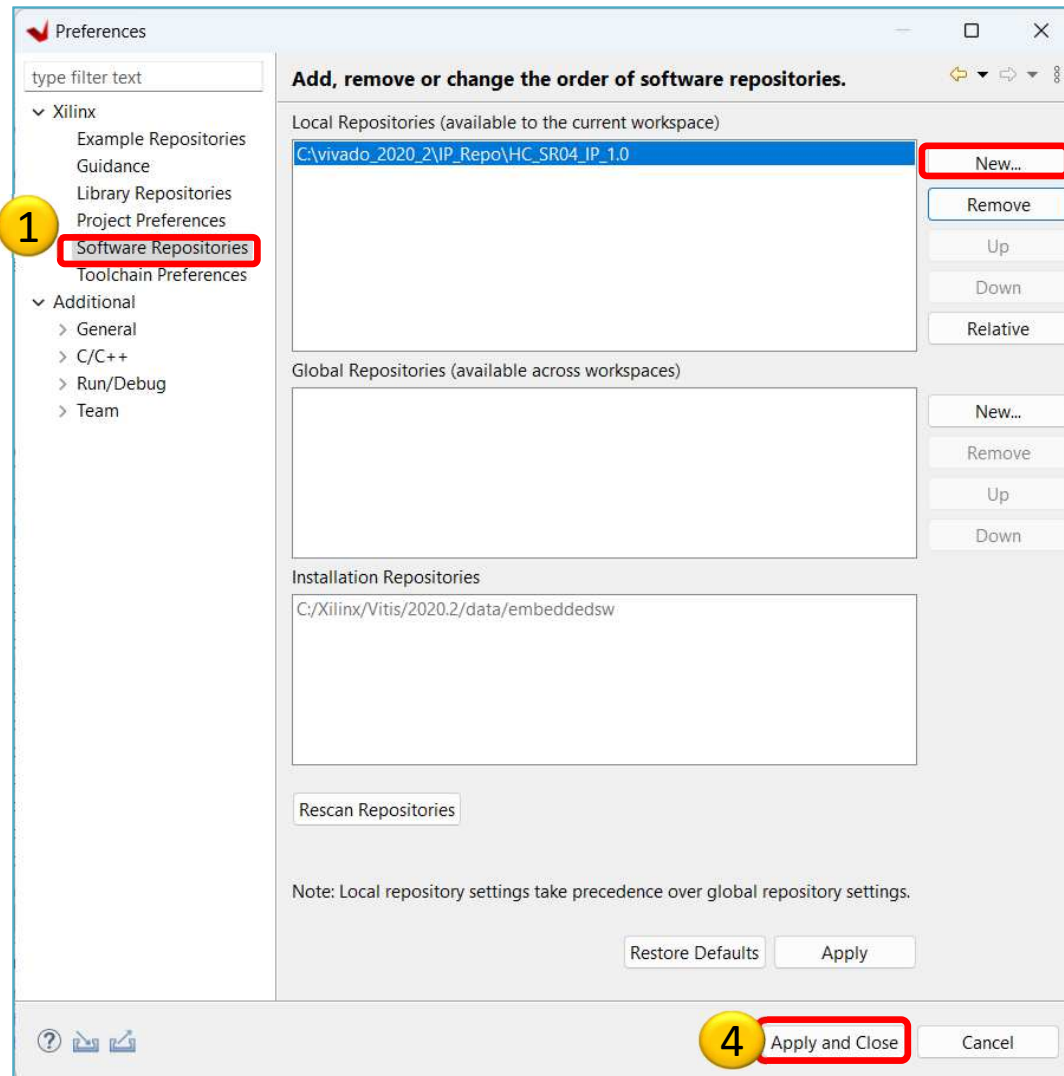 Preferences
type filter text
Xilinx
Example Repositories
Guidance
Library Repositories
Project Preferences
1
Software Repositories
Toolchain Preferences
Additional
General
C/C++
Run/Debug
Team
Add, remove or change the order of software repositories.
Local Repositories (available to the current workspace)
C:\vivado_2020_2\IP_Repo\HC_SR04_IP_1.0
New...
Remove
Up
Down
Relative
Global Repositories (available across workspaces)
New...
Remove
Up
Down
Installation Repositories
C:/Xilinx/Vitis/2020.2/data/embeddedsw
Rescan Repositories
Note: Local repository settings take precedence over global repository settings.
Restore Defaults
Apply
4
Apply and Close
Cancel